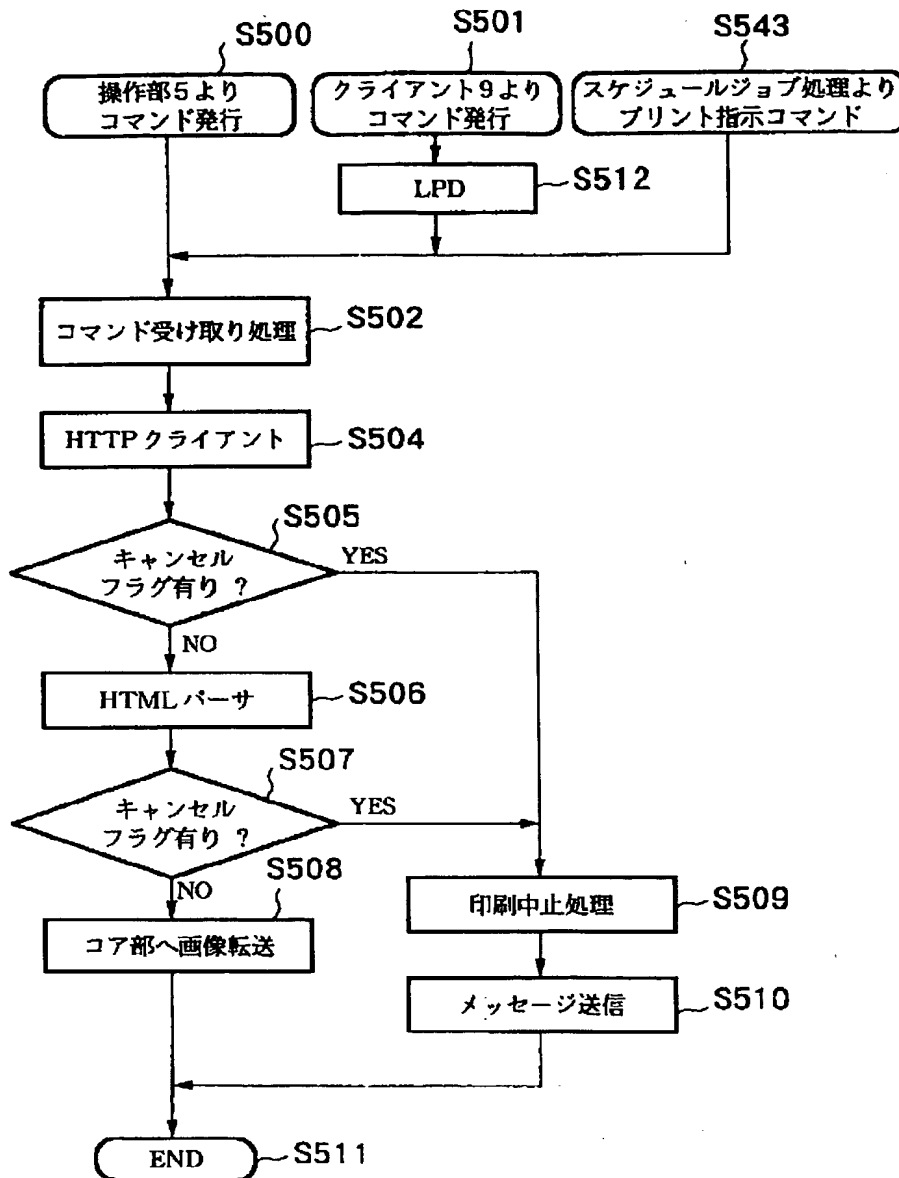 S500
S501
S543
操作部５より
コマンド発行
クライアント９より
コマンド発行
スケジュールジョブ処理より
プリント指示コマンド
LPD
S512
コマンド受け取り処理
S502
HTTPクライアント
S504
S505
キャンセル
フラグ有り ？
YES
NO
HTMLパーサ
S506
S507
キャンセル
フラグ有り ？
YES
NO
S508
コア部へ画像転送
印刷中止処理
S509
メッセージ送信
S510
END
S511